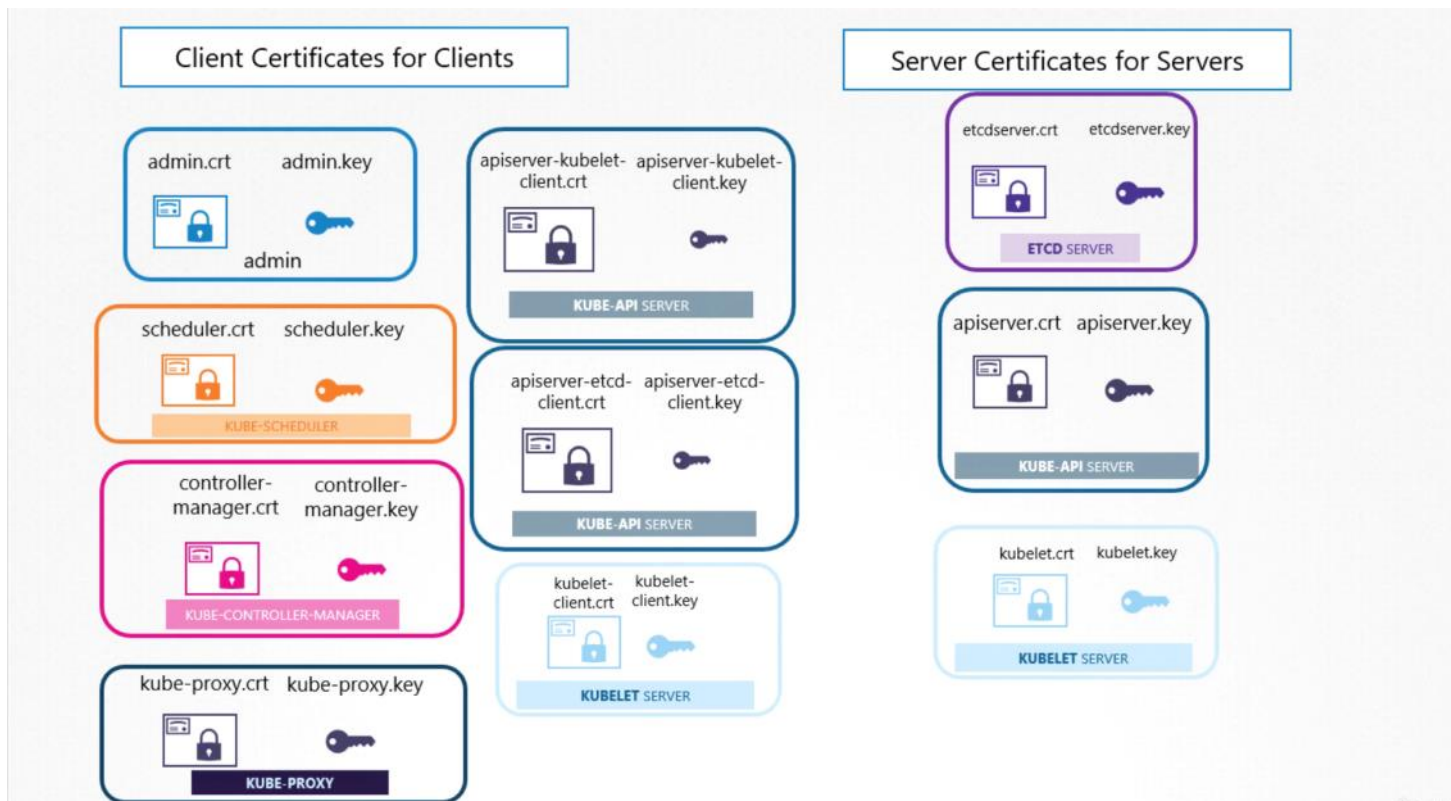 Client Certificates for Clients
admin.crt admin.key
admin
scheduler.crt scheduler.key
KUBE-SCHEDULER
controller-
manager.crt
controller-
manager.key
KUBE-CONTROLLER-MANAGER
kube-proxy.crt kube-proxy.key
KUBE-PROXY
apiserver-kubelet-
client.crt
apiserver-kubelet-
client.key
KUBE-API SERVER
apiserver-etcd-
client.crt
apiserver-etcd-
client.key
KUBE-API SERVER
kubelet-
client.crt
kubelet-
client.key
KUBELET SERVER
Server Certificates for Servers
etcdserver.crt etcdserver.key
ETCD SERVER
apiserver.crt apiserver.key
KUBE-API SERVER
kubelet.crt kubelet.key
KUBELET SERVER